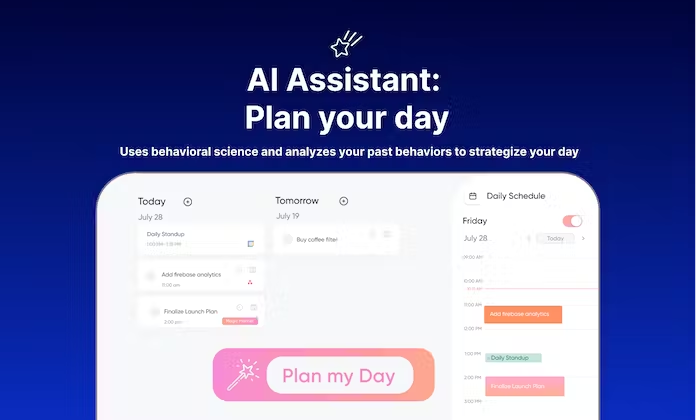 AI Assistant:
Plan your day
Uses behavioral science and analyzes your past behaviors to strategize your day
Today
July 28
Daily Standup
Add firebase analytics
11:00 am
Finalize Launch Plan
2:00 pm
Tomorrow
July 19
Buy coffee filter
Plan my Day
Daily Schedule
Friday
July 28
Today
09:00 AM
10:00 AM
11:00 AM
Add firebase analytics
12:00 PM
1:00 PM
Daily Standup
2:00 PM
Finalize Launch Plan
3:00 PM